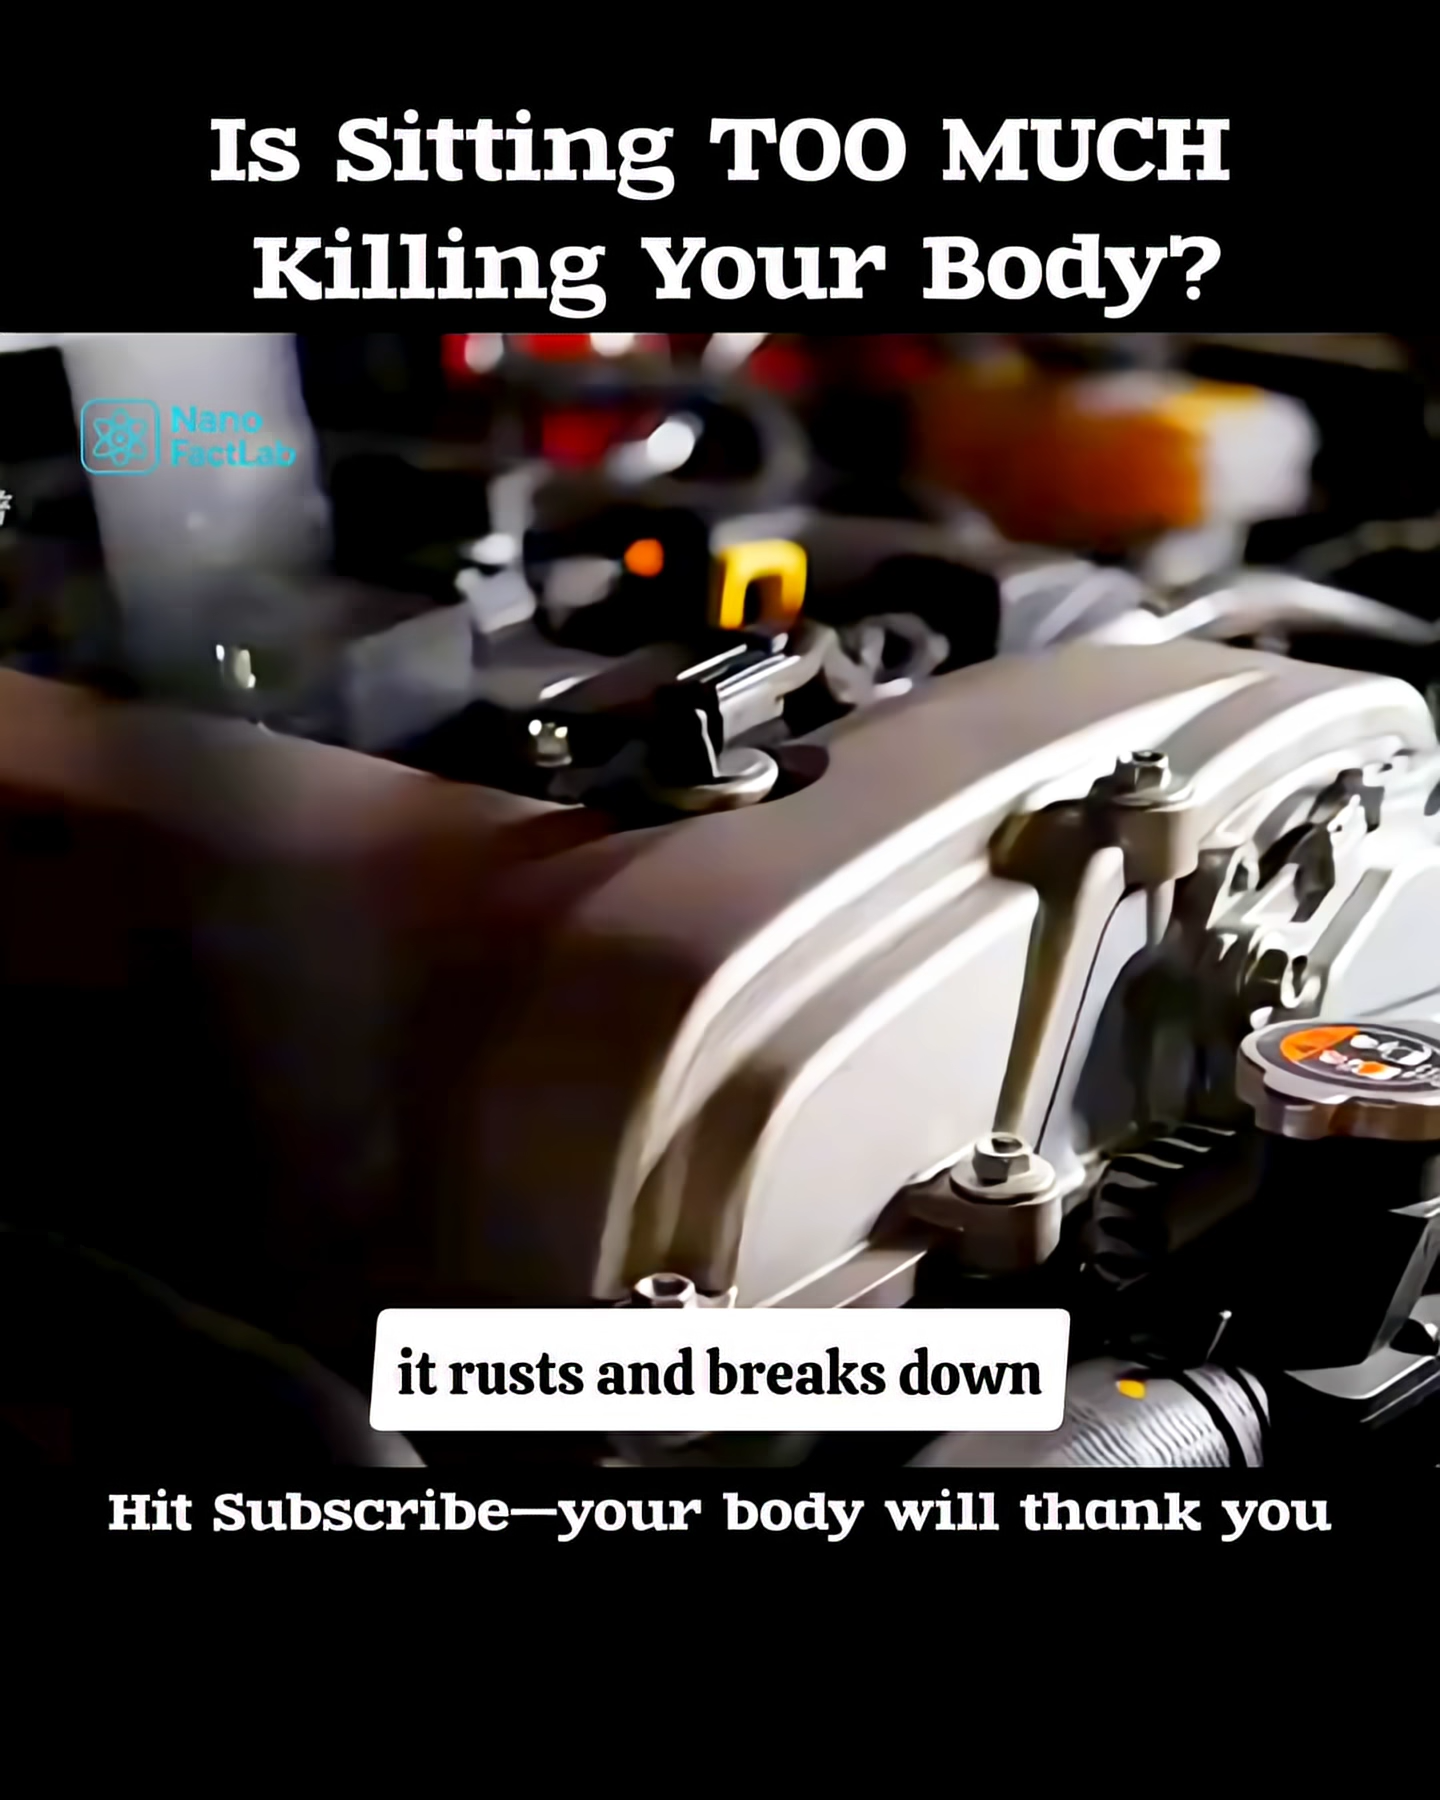 Is Sitting TOO MUCH
Killing Your Body?
Nano
FactLab
it rusts and breaks down
Hit Subscribe—your body will thank you